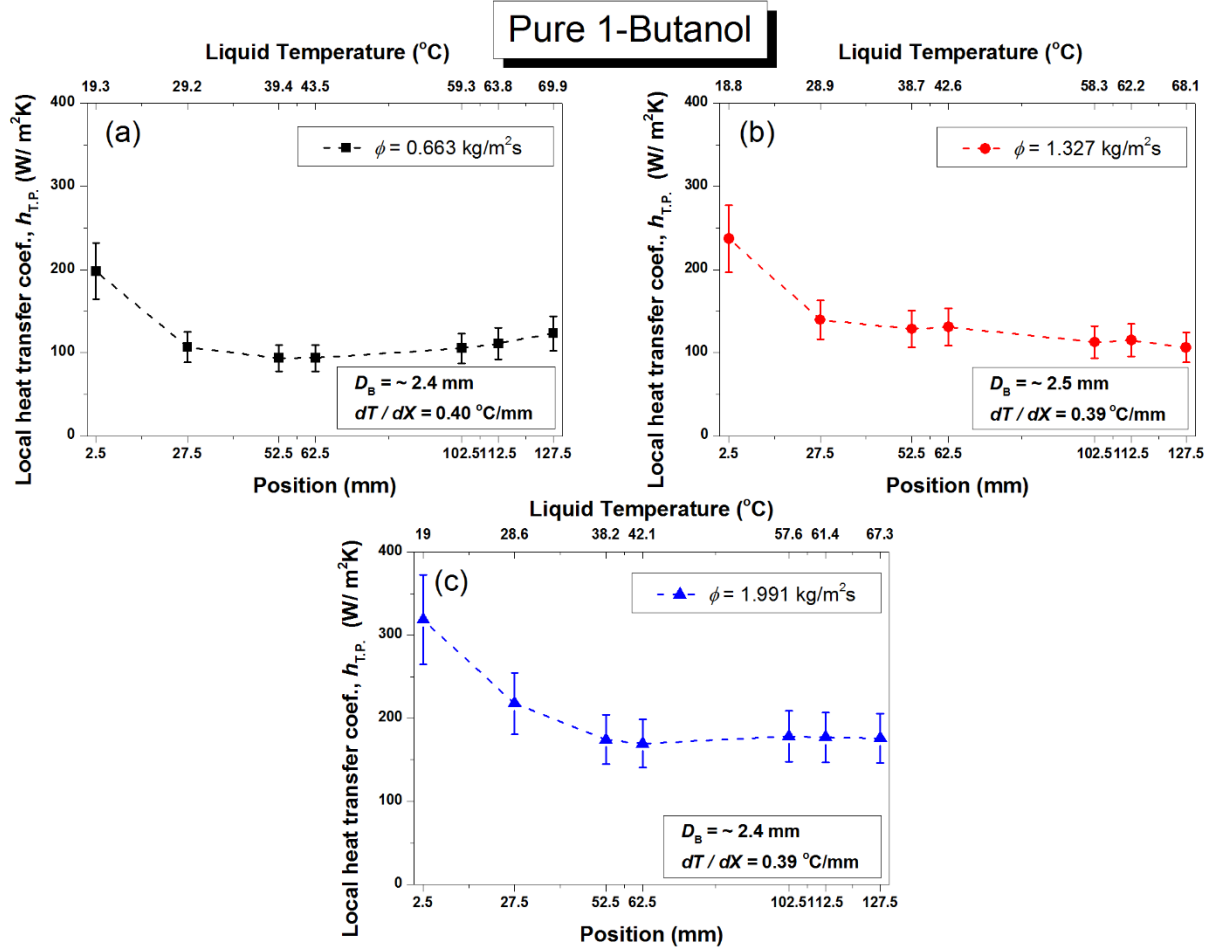 Pure 1-Butanol
Liquid Temperature (°C)
19.3 29.2 39.4 43.5 59.3 63.8 69.9
(a)
ϕ = 0.663 kg/m²s
400
300
200
100
0
Local heat transfer coef., h_T.P. (W/ m²K)
D_B = ~ 2.4 mm
dT / dX = 0.40 °C/mm
2.5 27.5 52.5 62.5 102.5 112.5 127.5
Position (mm)
Liquid Temperature (°C)
18.8 28.9 38.7 42.6 58.3 62.2 68.1
(b)
ϕ = 1.327 kg/m²s
400
300
200
100
0
Local heat transfer coef., h_T.P. (W/ m²K)
D_B = ~ 2.5 mm
dT / dX = 0.39 °C/mm
2.5 27.5 52.5 62.5 102.5 112.5 127.5
Position (mm)
Liquid Temperature (°C)
19 28.6 38.2 42.1 57.6 61.4 67.3
(c)
ϕ = 1.991 kg/m²s
400
300
200
100
0
Local heat transfer coef., h_T.P. (W/ m²K)
D_B = ~ 2.4 mm
dT / dX = 0.39 °C/mm
2.5 27.5 52.5 62.5 102.5 112.5 127.5
Position (mm)